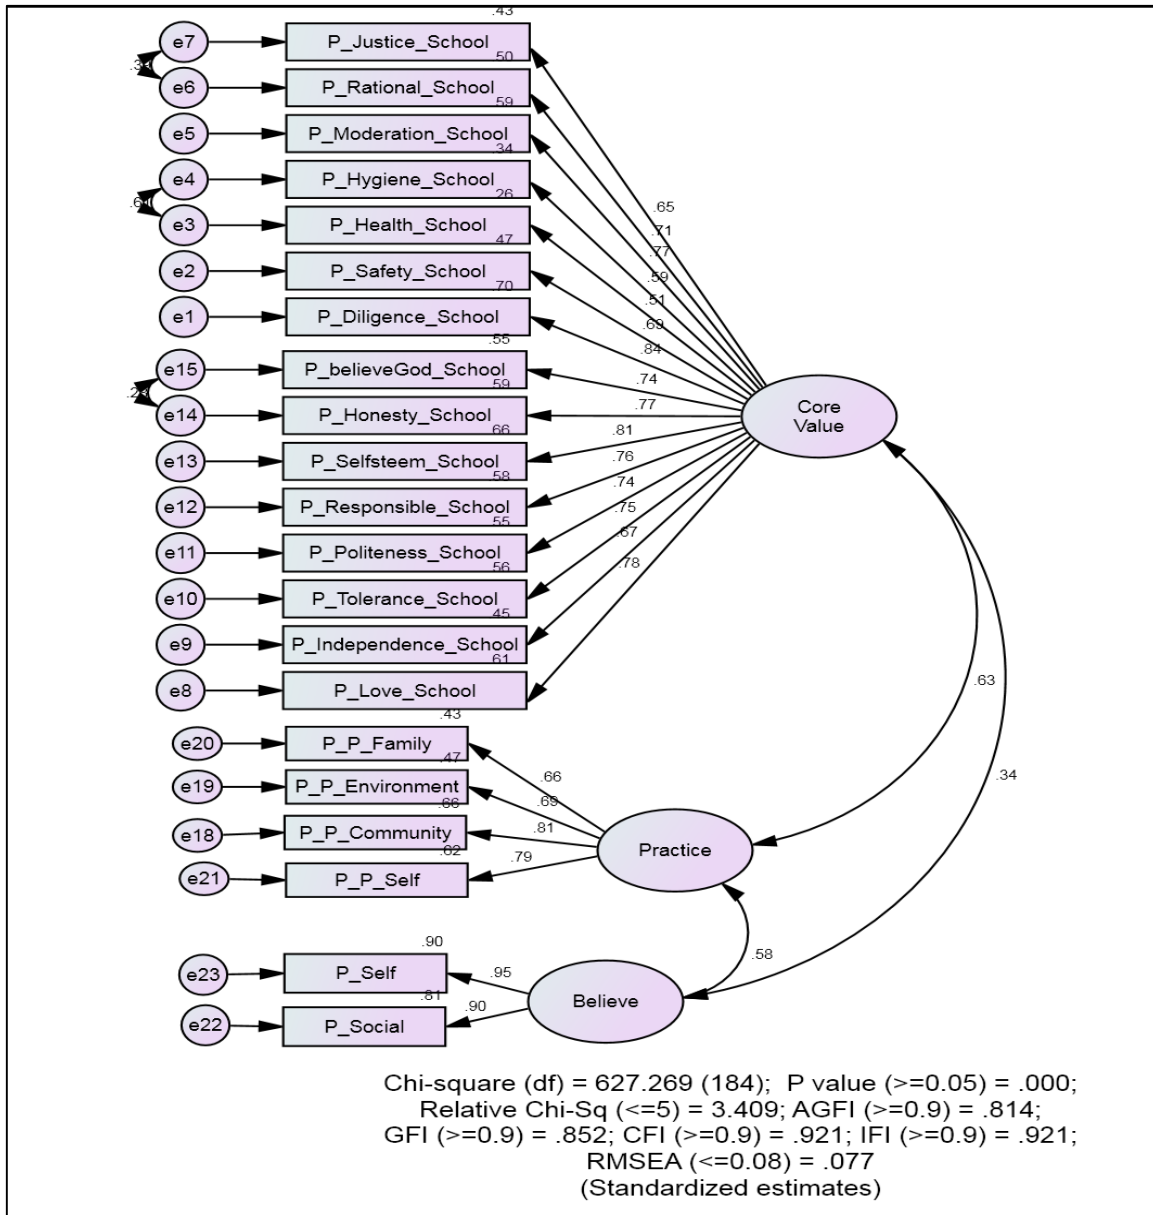 .43
e7 P_Justice_School
.50
e6 P_Rational_School
.59
e5 P_Moderation_School
.34
e4 P_Hygiene_School
.26
e3 P_Health_School
.47
e2 P_Safety_School
.70
e1 P_Diligence_School
.55
e15 P_believeGod_School
.59
e14 P_Honesty_School
.66
e13 P_Selfsteem_School
.58
e12 P_Responsible_School
.55
e11 P_Politeness_School
.56
e10 P_Tolerance_School
.45
e9 P_Independence_School
.61
e8 P_Love_School
.65
.71
.77
.59
.51
.69
.84
.74
.77
.81
.76
.74
.75
.67
.78
Core
Value
.63
.34
.43
e20 P_P_Family
.47
e19 P_P_Environment
.66
e18 P_P_Community
.62
e21 P_P_Self
.66
.69
.81
.79
Practice
.58
.90
e23 P_Self
.81
e22 P_Social
.95
.90
Believe
Chi-square (df) = 627.269 (184); P value (>=0.05) = .000;
Relative Chi-Sq (<=5) = 3.409; AGFI (>=0.9) = .814;
GFI (>=0.9) = .852; CFI (>=0.9) = .921; IFI (>=0.9) = .921;
RMSEA (<=0.08) = .077
(Standardized estimates)